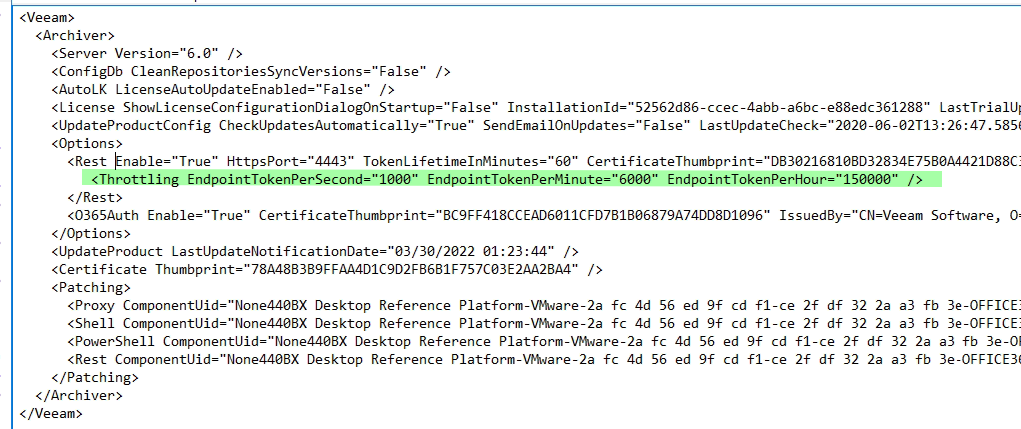 <Veeam>
<Archiver>
<Server Version="6.0" />
<ConfigDb CleanRepositoriesSyncVersions="False" />
<AutoLK LicenseAutoUpdateEnabled="False" />
<License ShowLicenseConfigurationDialogOnStartup="False" InstallationId="52562d86-ccec-4abb-a6bc-e88edc361288" LastTrialUp
<UpdateProductConfig CheckUpdatesAutomatically="True" SendEmailOnUpdates="False" LastUpdateCheck="2020-06-02T13:26:47.5856
<Options>
<Rest Enable="True" HttpsPort="4443" TokenLifetimeInMinutes="60" CertificateThumbprint="DB30216810BD32834E75B0A4421D88C3
<Throttling EndpointTokenPerSecond="1000" EndpointTokenPerMinute="6000" EndpointTokenPerHour="150000" />
</Rest>
<O365Auth Enable="True" CertificateThumbprint="BC9FF418CCEAD6011CFD7B1B06879A74DD8D1096" IssuedBy="CN=Veeam Software, O=
</Options>
<UpdateProduct LastUpdateNotificationDate="03/30/2022 01:23:44" />
<Certificate Thumbprint="78A48B3B9FFAA4D1C9D2FB6B1F757C03E2AA2BA4" />
<Patching>
<Proxy ComponentUid="None440BX Desktop Reference Platform-VMware-2a fc 4d 56 ed 9f cd f1-ce 2f df 32 2a a3 fb 3e-OFFICE3
<Shell ComponentUid="None440BX Desktop Reference Platform-VMware-2a fc 4d 56 ed 9f cd f1-ce 2f df 32 2a a3 fb 3e-OFFICE3
<PowerShell ComponentUid="None440BX Desktop Reference Platform-VMware-2a fc 4d 56 ed 9f cd f1-ce 2f df 32 2a a3 fb 3e-OF
<Rest ComponentUid="None440BX Desktop Reference Platform-VMware-2a fc 4d 56 ed 9f cd f1-ce 2f df 32 2a a3 fb 3e-OFFICE36
</Patching>
</Archiver>
</Veeam>